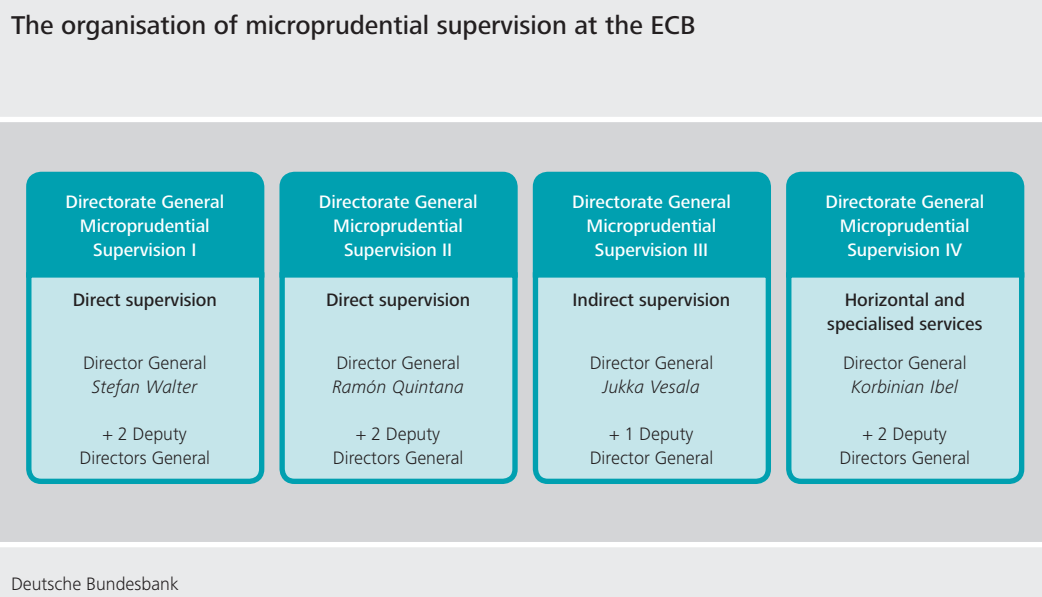 The organisation of microprudential supervision at the ECB
Directorate General
Microprudential
Supervision I
Direct supervision
Director General
Stefan Walter
+ 2 Deputy
Directors General
Directorate General
Microprudential
Supervision II
Direct supervision
Director General
Ramón Quintana
+ 2 Deputy
Directors General
Directorate General
Microprudential
Supervision III
Indirect supervision
Director General
Jukka Vesala
+ 1 Deputy
Director General
Directorate General
Microprudential
Supervision IV
Horizontal and
specialised services
Director General
Korbinian Ibel
+ 2 Deputy
Directors General
Deutsche Bundesbank